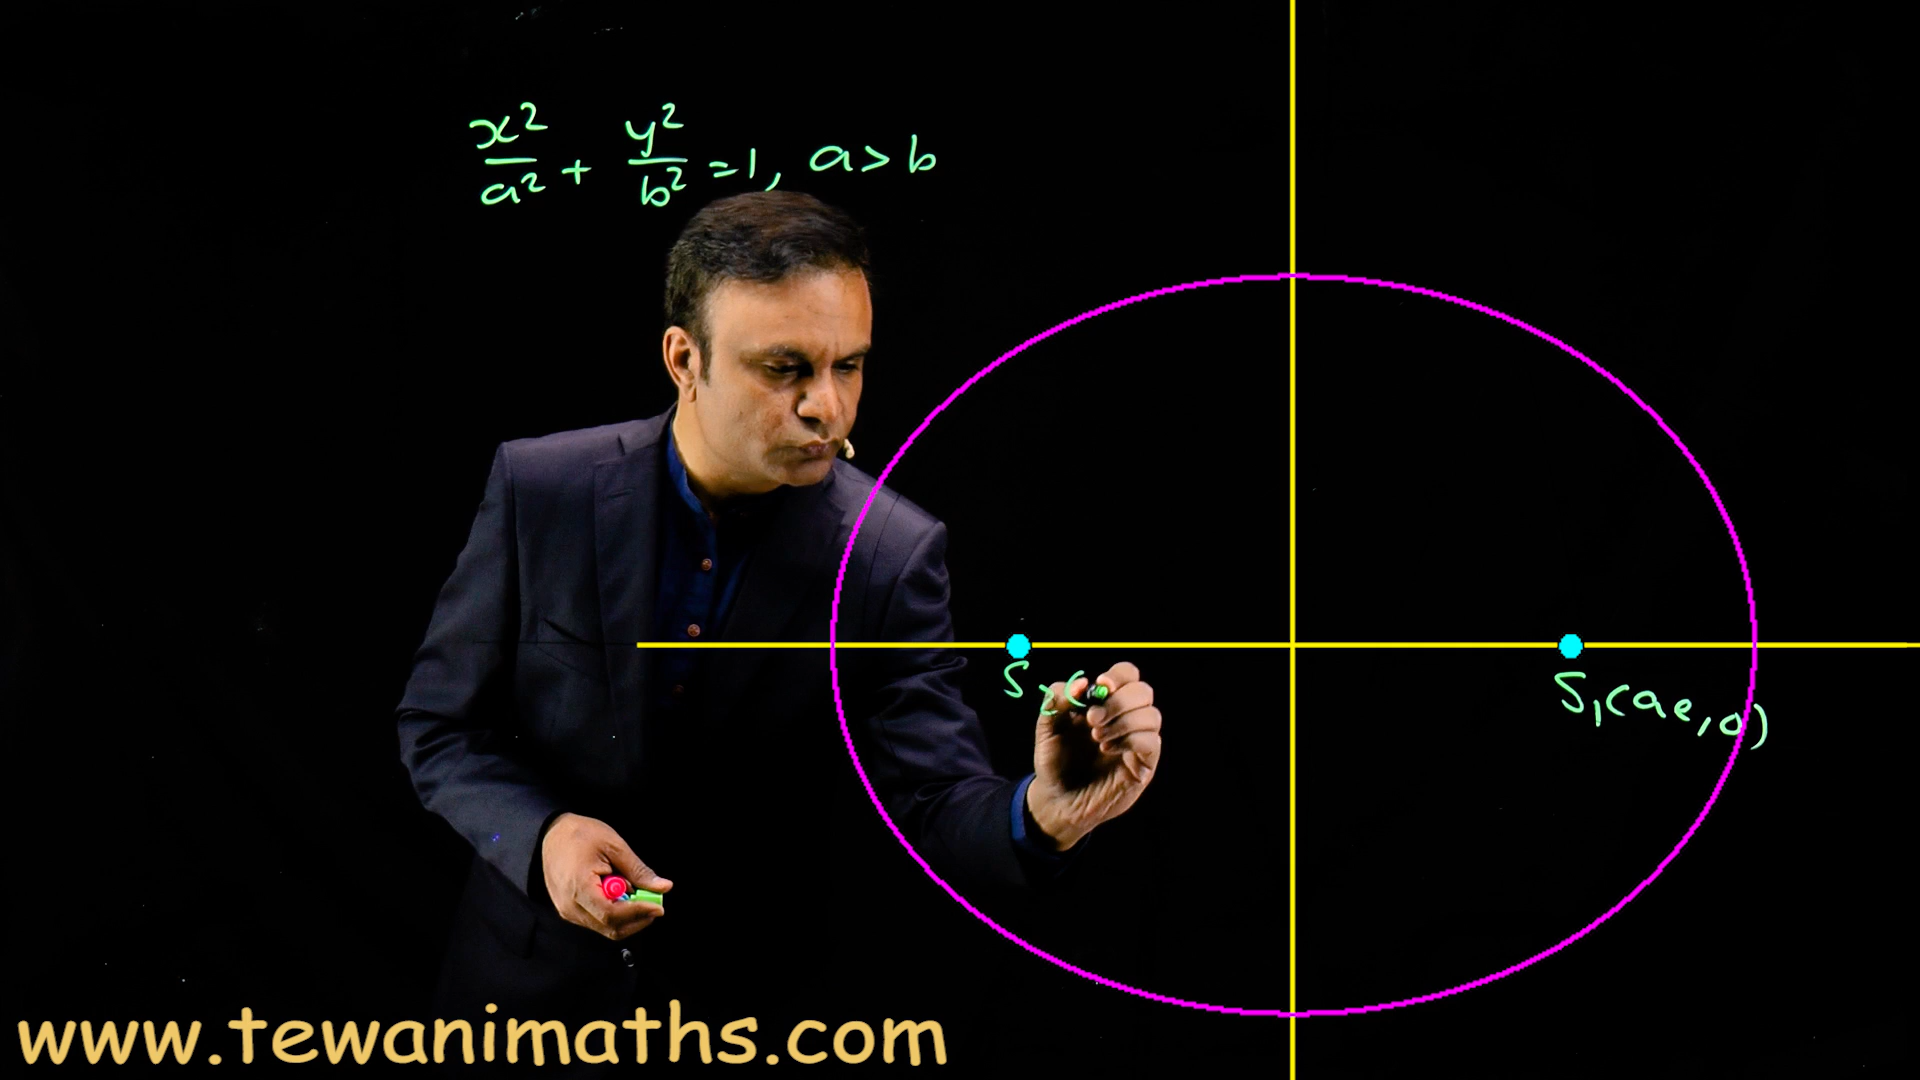 x²/a² + y²/b² = 1, a > b
S₂(
S₁(ae, 0)
www.tewanimaths.com